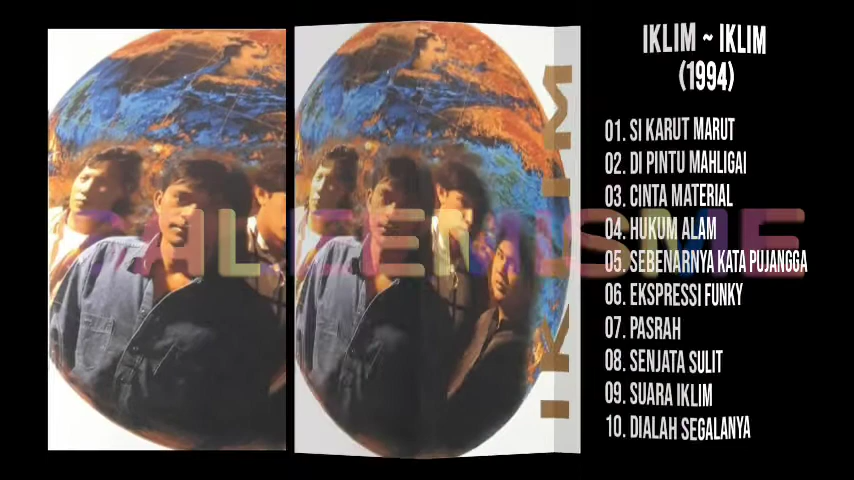 IKLIM ~ IKLIM
(1994)
01. SI KARUT MARUT
02. DI PINTU MAHLIGAI
03. CINTA MATERIAL
04. HUKUM ALAM
05. SEBENARNYA KATA PUJANGGA
06. EKSPRESSI FUNKY
07. PASRAH
08. SENJATA SULIT
09. SUARA IKLIM
10. DIALAH SEGALANYA
IKLIM